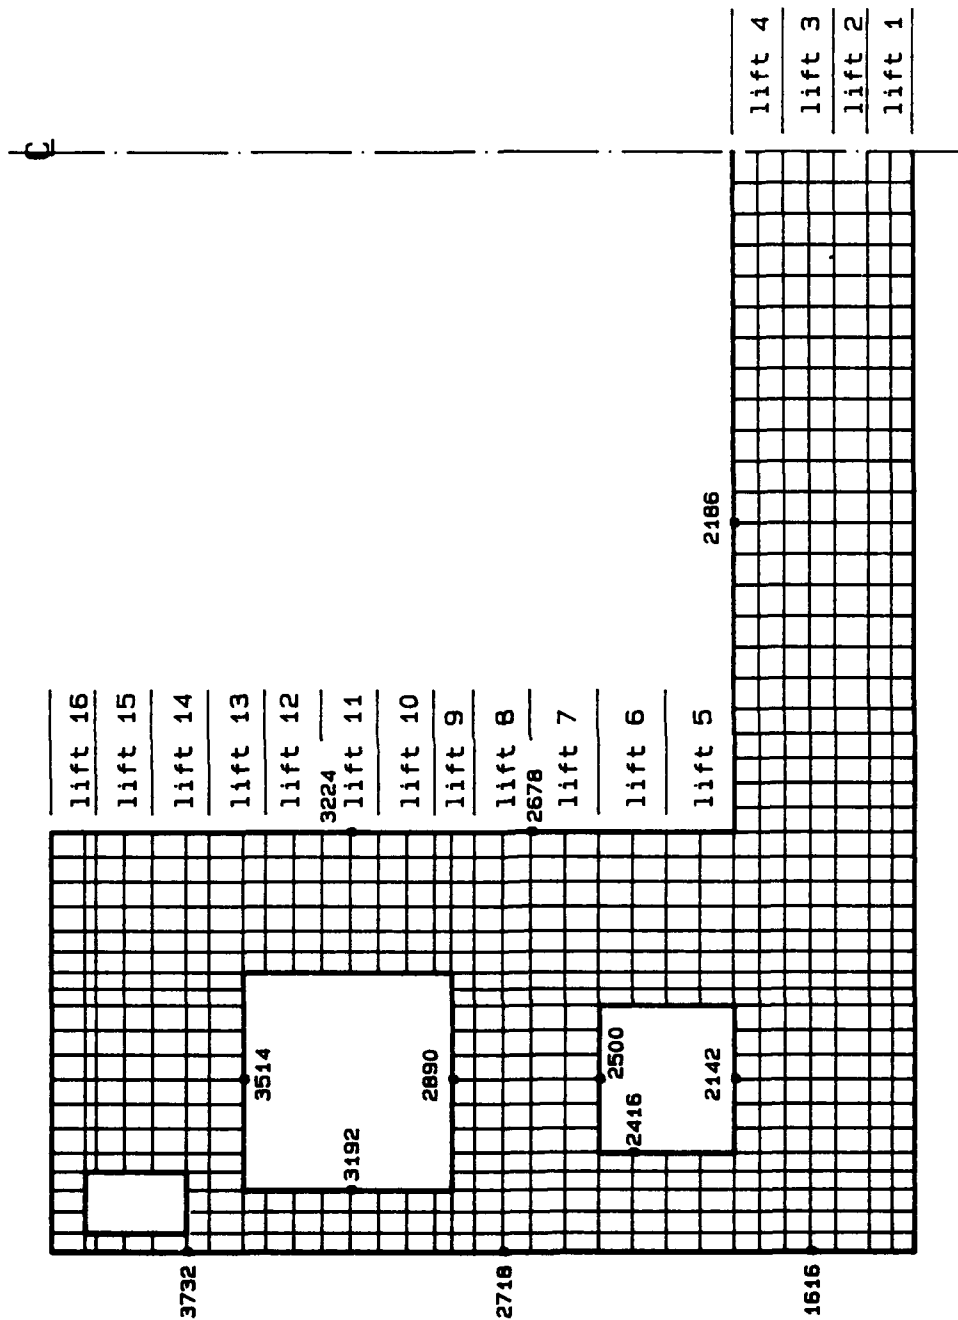 ℄
lift 4
lift 3
lift 2
lift 1
2186
lift 16
lift 15
lift 14
lift 13
lift 12
3224
lift 11
lift 10
lift 9
lift 8
2678
lift 7
lift 6
lift 5
3514
2890
3192
2500
2416
2142
3732
2718
1616